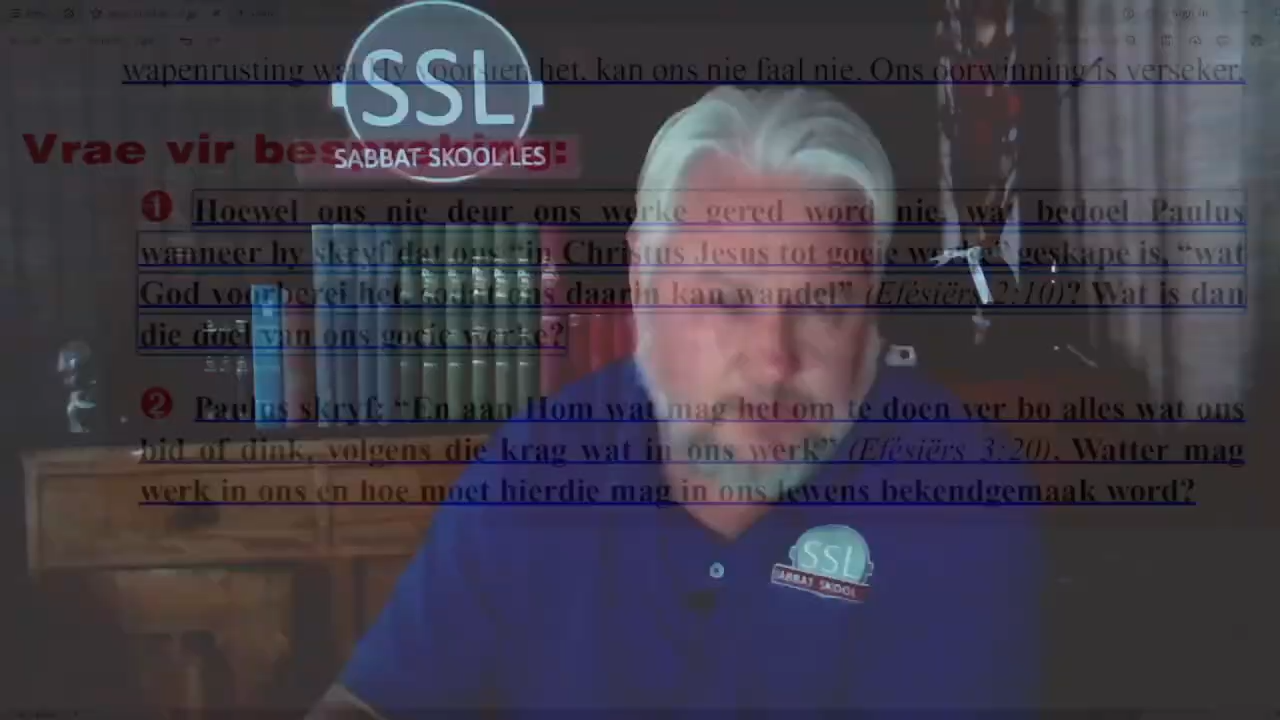 SSL
SABBAT SKOOL LES
wapenrusting voorsien het, kan ons nie faal nie. Ons oorwinning is verseker.
Vrae vir bespreking:
1 Hoewel ons nie deur ons werke gered word nie, wat bedoel Paulus
wanneer hy skryf dat ons “in Christus Jesus tot goeie werke” geskape is, “wat
God voorberei het, sodat ons daarin kan wandel” (Efésiërs 2:10)? Wat is dan
die doel van ons goeie werke?
2 Paulus skryf: “En aan Hom wat mag het om te doen ver bo alles wat ons
bid of dink, volgens die krag wat in ons werk” (Efésiërs 3:20). Watter mag
werk in ons en hoe moet hierdie mag in ons lewens bekendgemaak word?
SSL
SABBAT SKOOL